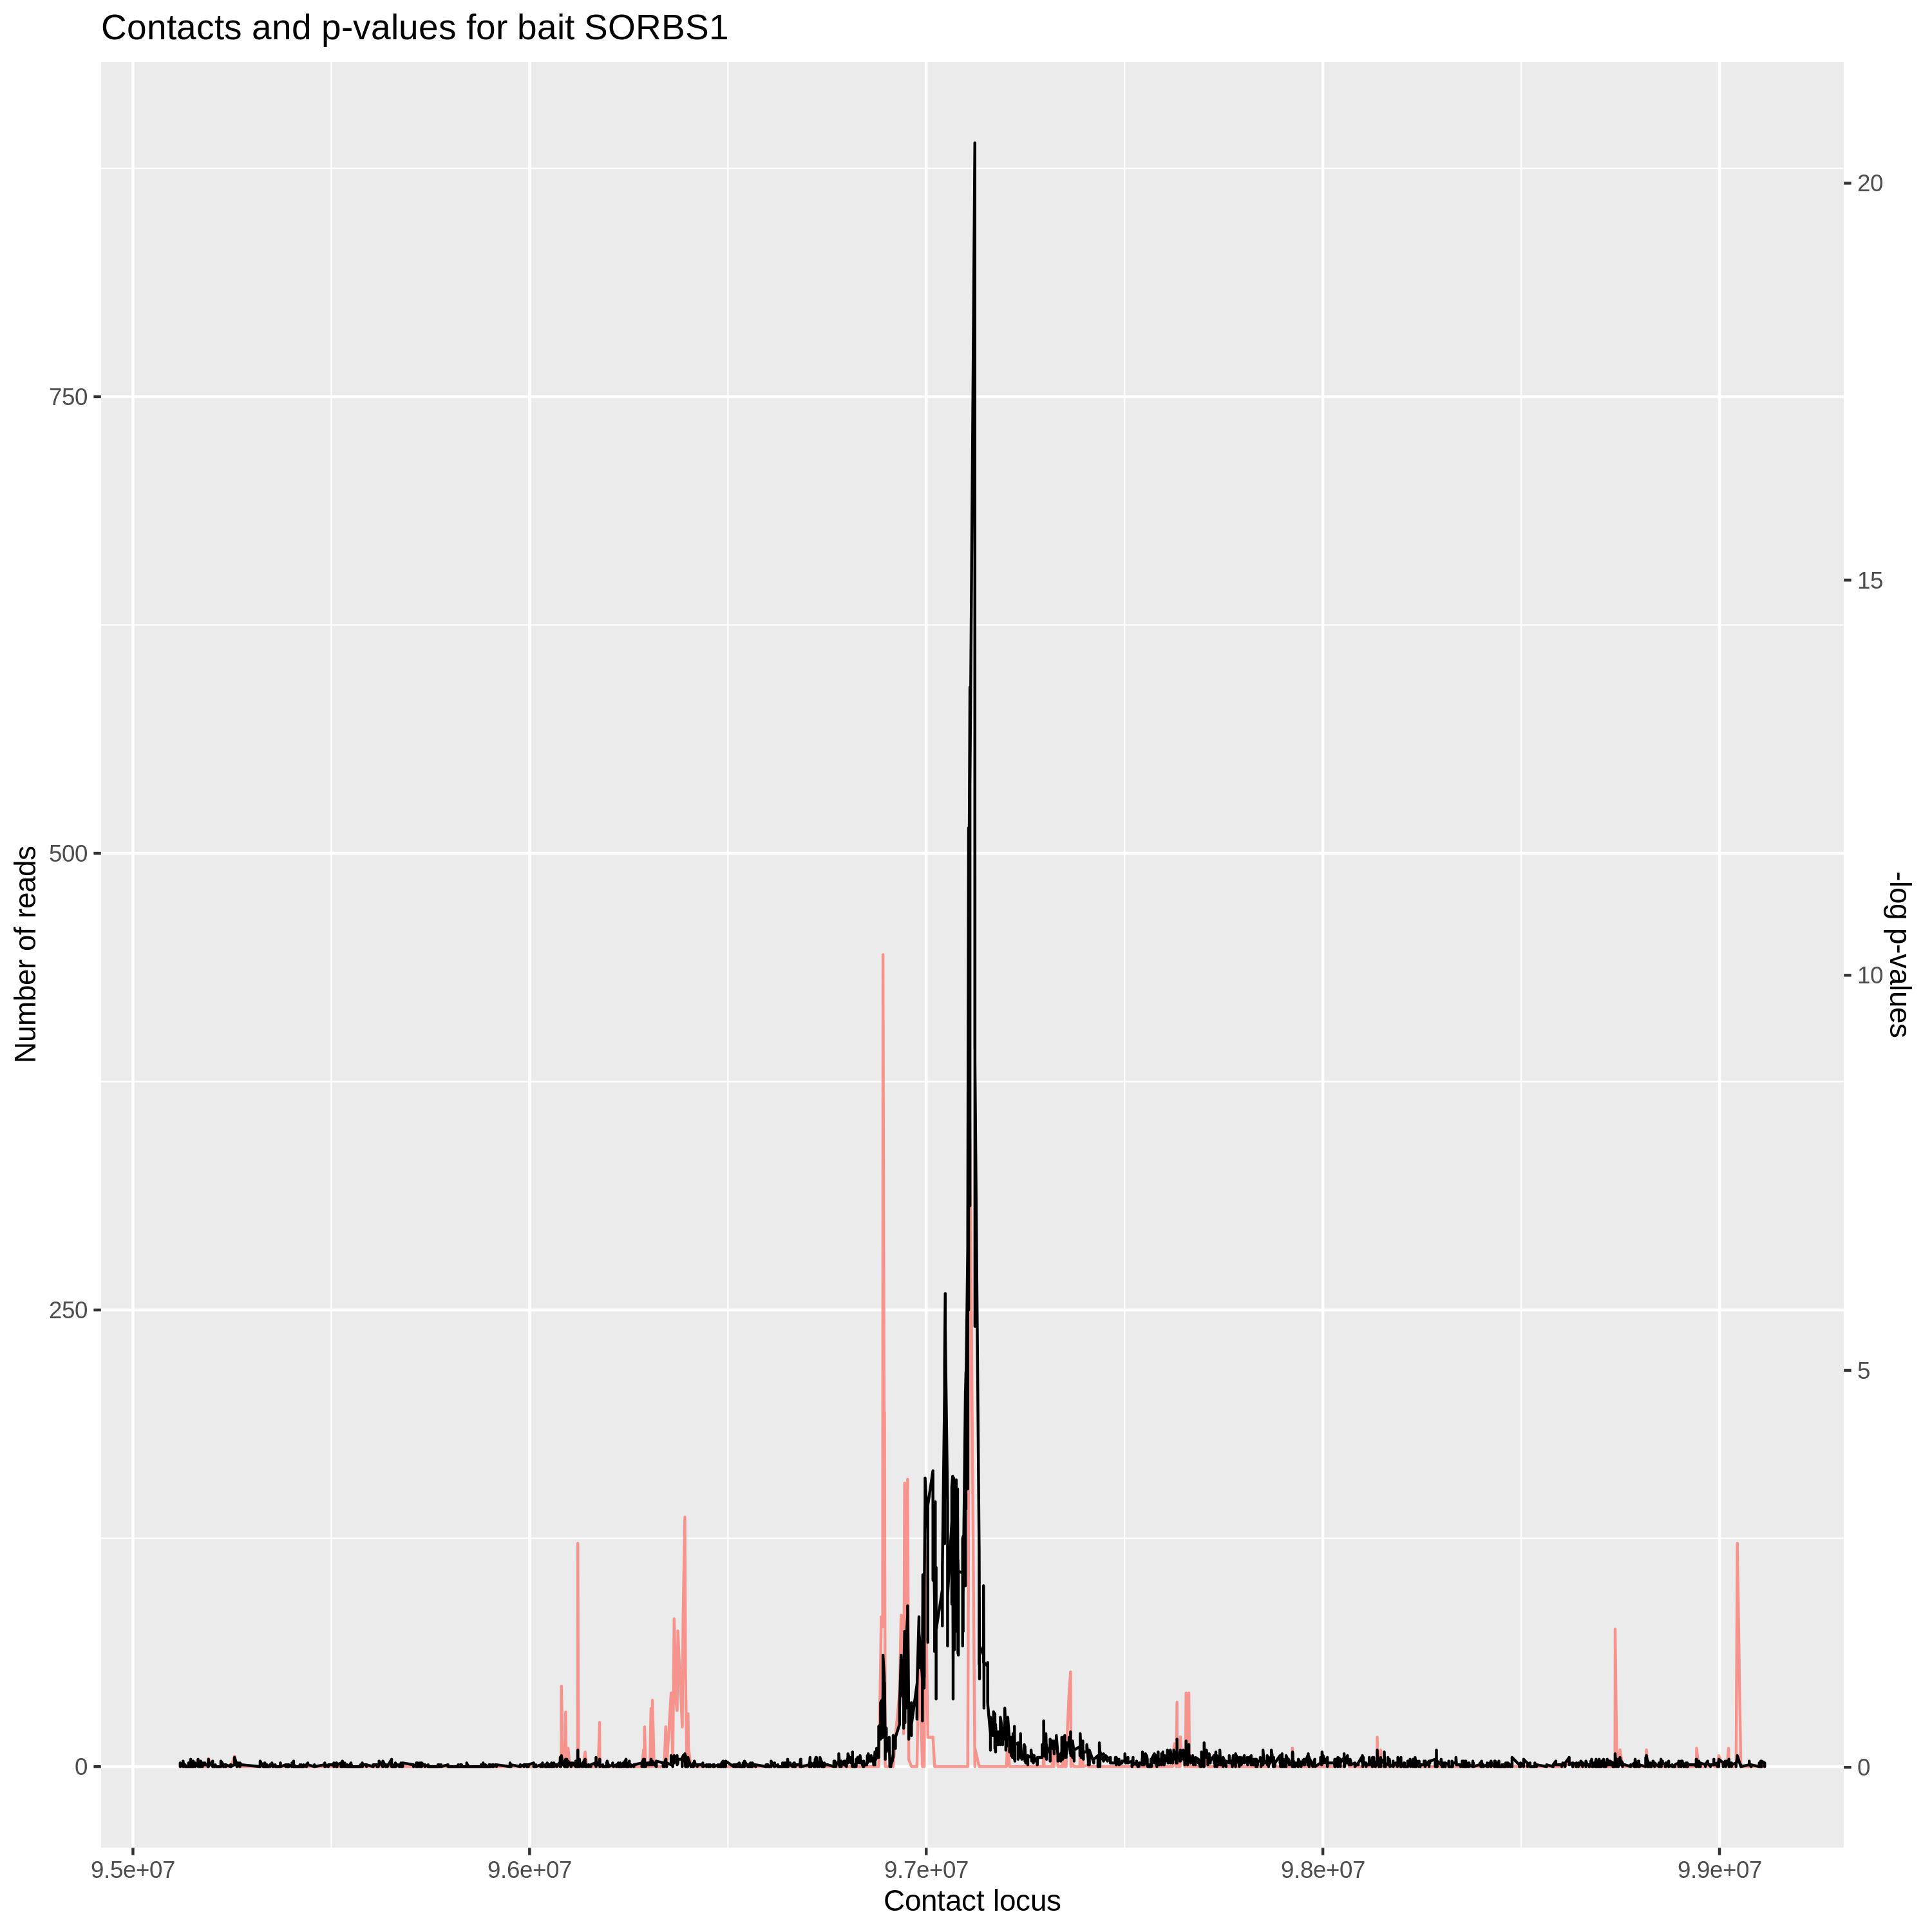 Contacts and p-values for bait SORBS1
Number of reads
750
500
250
0
20
15
10
5
0
-log p-values
9.5e+07
9.6e+07
9.7e+07
9.8e+07
9.9e+07
Contact locus